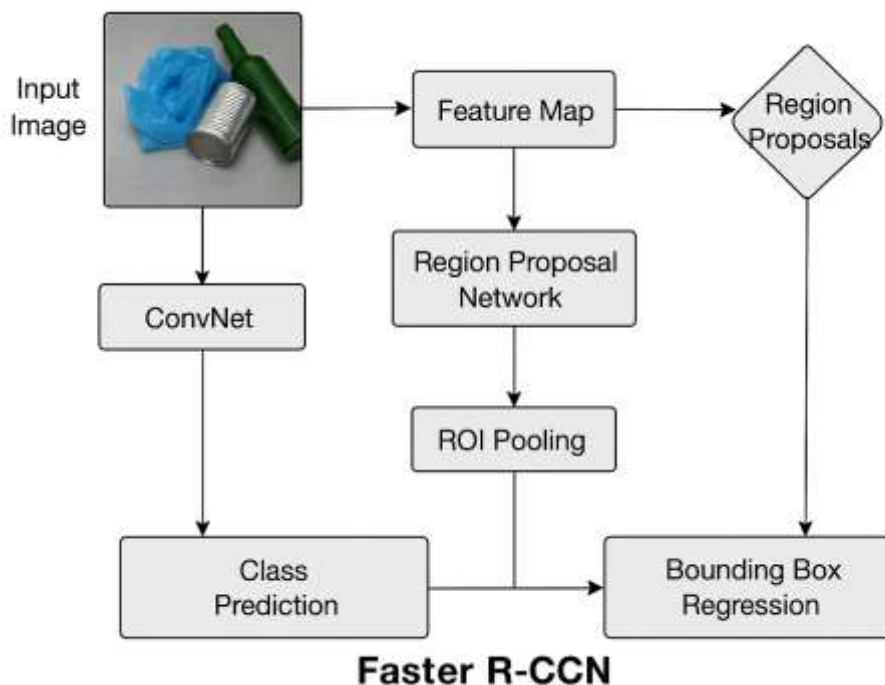 Input
Image
Feature Map
Region
Proposals
Region Proposal
Network
ConvNet
ROI Pooling
Class
Prediction
Bounding Box
Regression
Faster R-CCN